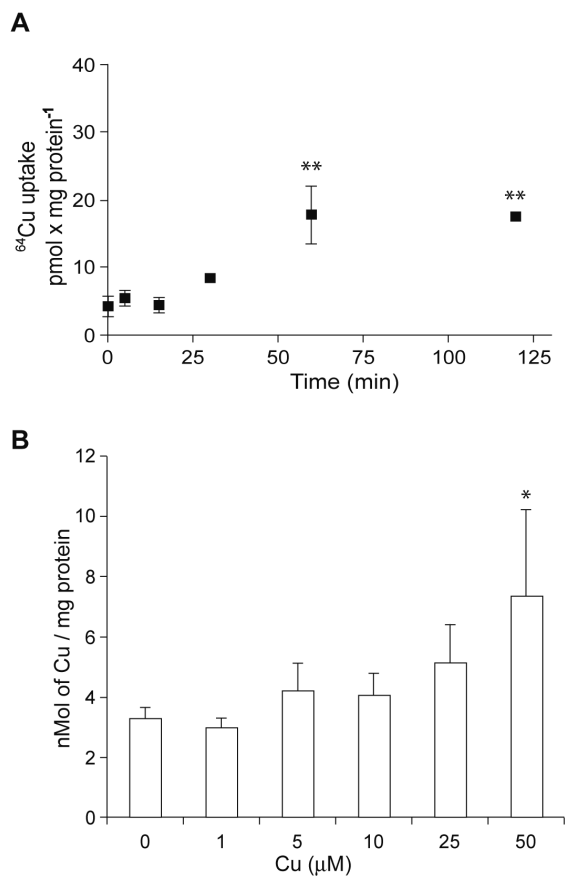 A
⁶⁴Cu uptake
pmol x mg protein⁻¹
40
30
20
10
0
**
**
0 25 50 75 100 125
Time (min)
B
nMol of Cu / mg protein
12
10
8
6
4
2
0
*
0 1 5 10 25 50
Cu (μM)